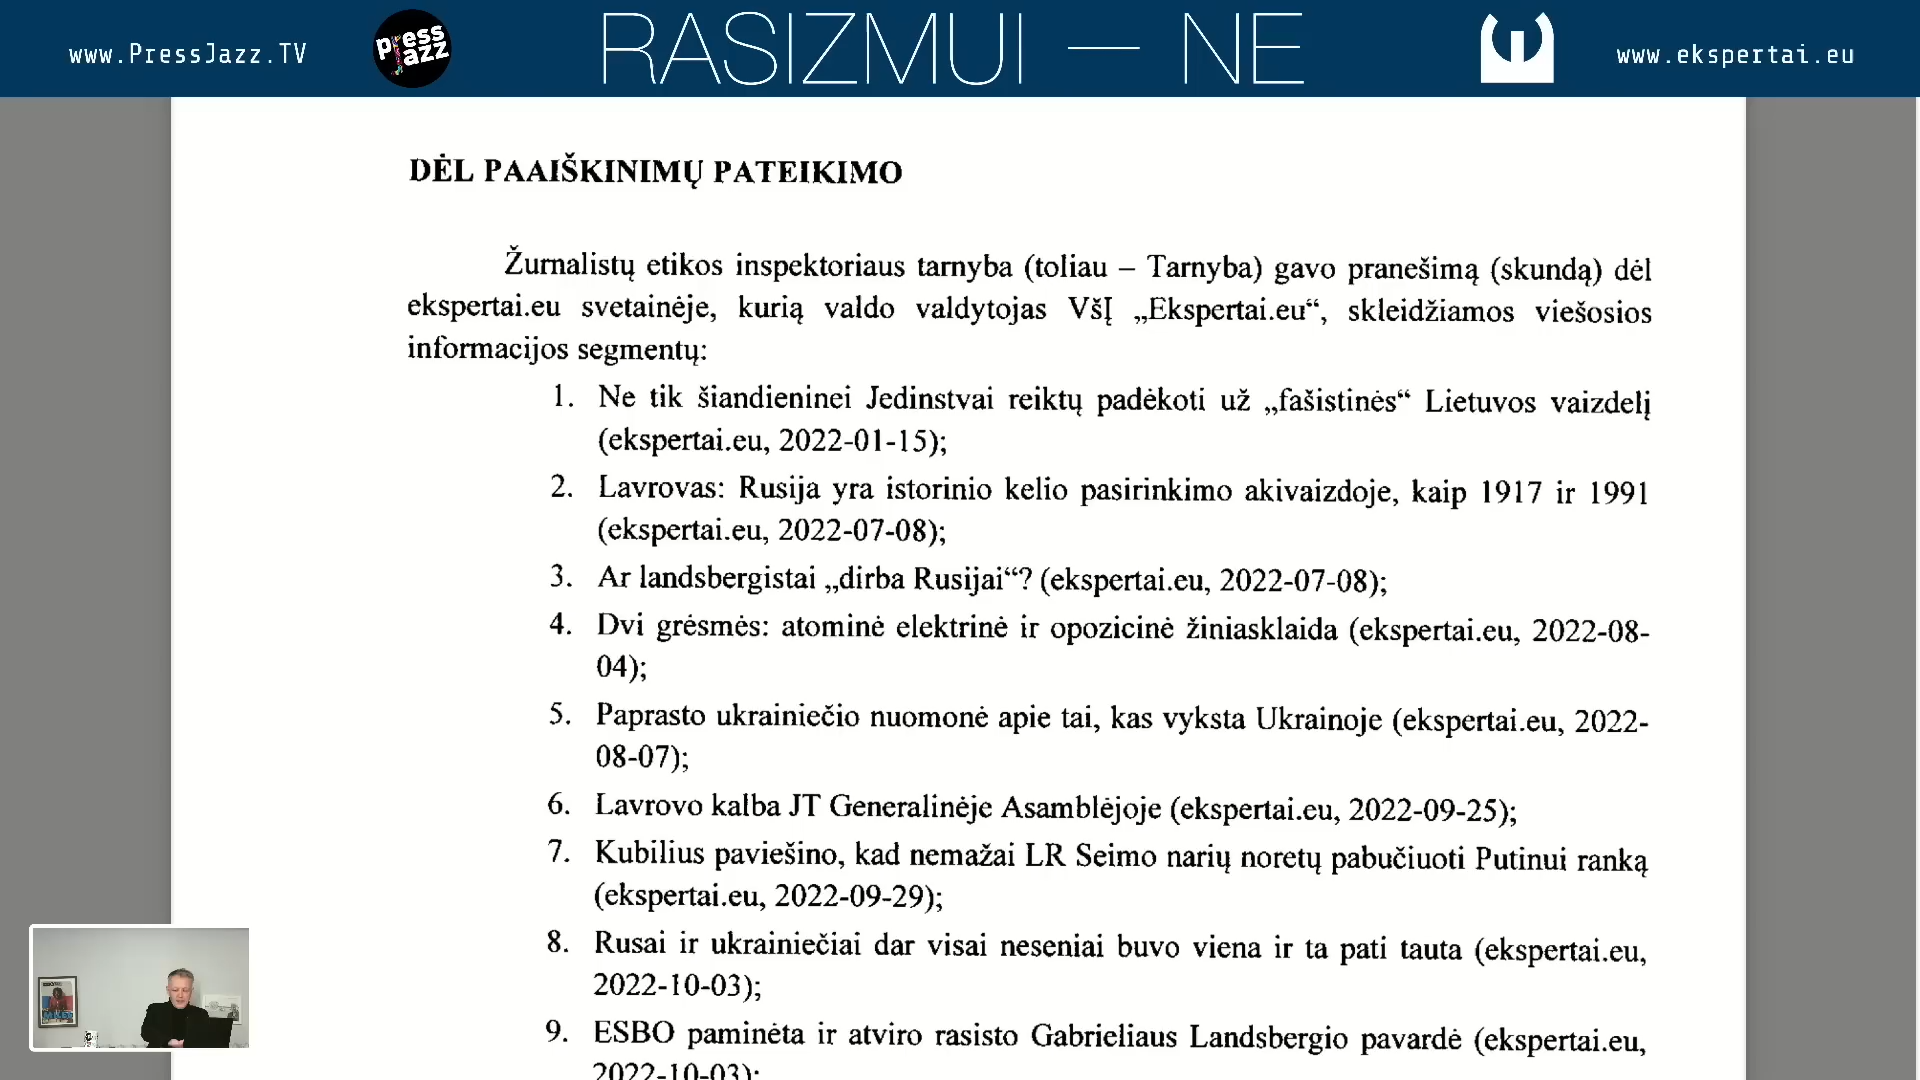 www.PressJazz.TV
press jazz
RASIZMUI — NE
www.ekspertai.eu
DĖL PAAIŠKINIMŲ PATEIKIMO
Žurnalistų etikos inspektoriaus tarnyba (toliau – Tarnyba) gavo pranešimą (skundą) dėl
ekspertai.eu svetainėje, kurią valdo valdytojas VšĮ „Ekspertai.eu“, skleidžiamos viešosios
informacijos segmentų:
1. Ne tik šiandieninei Jedinstvai reiktų padėkoti už „fašistinės“ Lietuvos vaizdelį
(ekspertai.eu, 2022-01-15);
2. Lavrovas: Rusija yra istorinio kelio pasirinkimo akivaizdoje, kaip 1917 ir 1991
(ekspertai.eu, 2022-07-08);
3. Ar landsbergistai „dirba Rusijai“? (ekspertai.eu, 2022-07-08);
4. Dvi grėsmės: atominė elektrinė ir opozicinė žiniasklaida (ekspertai.eu, 2022-08-
04);
5. Paprasto ukrainiečio nuomonė apie tai, kas vyksta Ukrainoje (ekspertai.eu, 2022-
08-07);
6. Lavrovo kalba JT Generalinėje Asamblėjoje (ekspertai.eu, 2022-09-25);
7. Kubilius paviešino, kad nemažai LR Seimo narių noretų pabučiuoti Putinui ranką
(ekspertai.eu, 2022-09-29);
8. Rusai ir ukrainiečiai dar visai neseniai buvo viena ir ta pati tauta (ekspertai.eu,
2022-10-03);
9. ESBO paminėta ir atviro rasisto Gabrieliaus Landsbergio pavardė (ekspertai.eu,
2022-10-03);